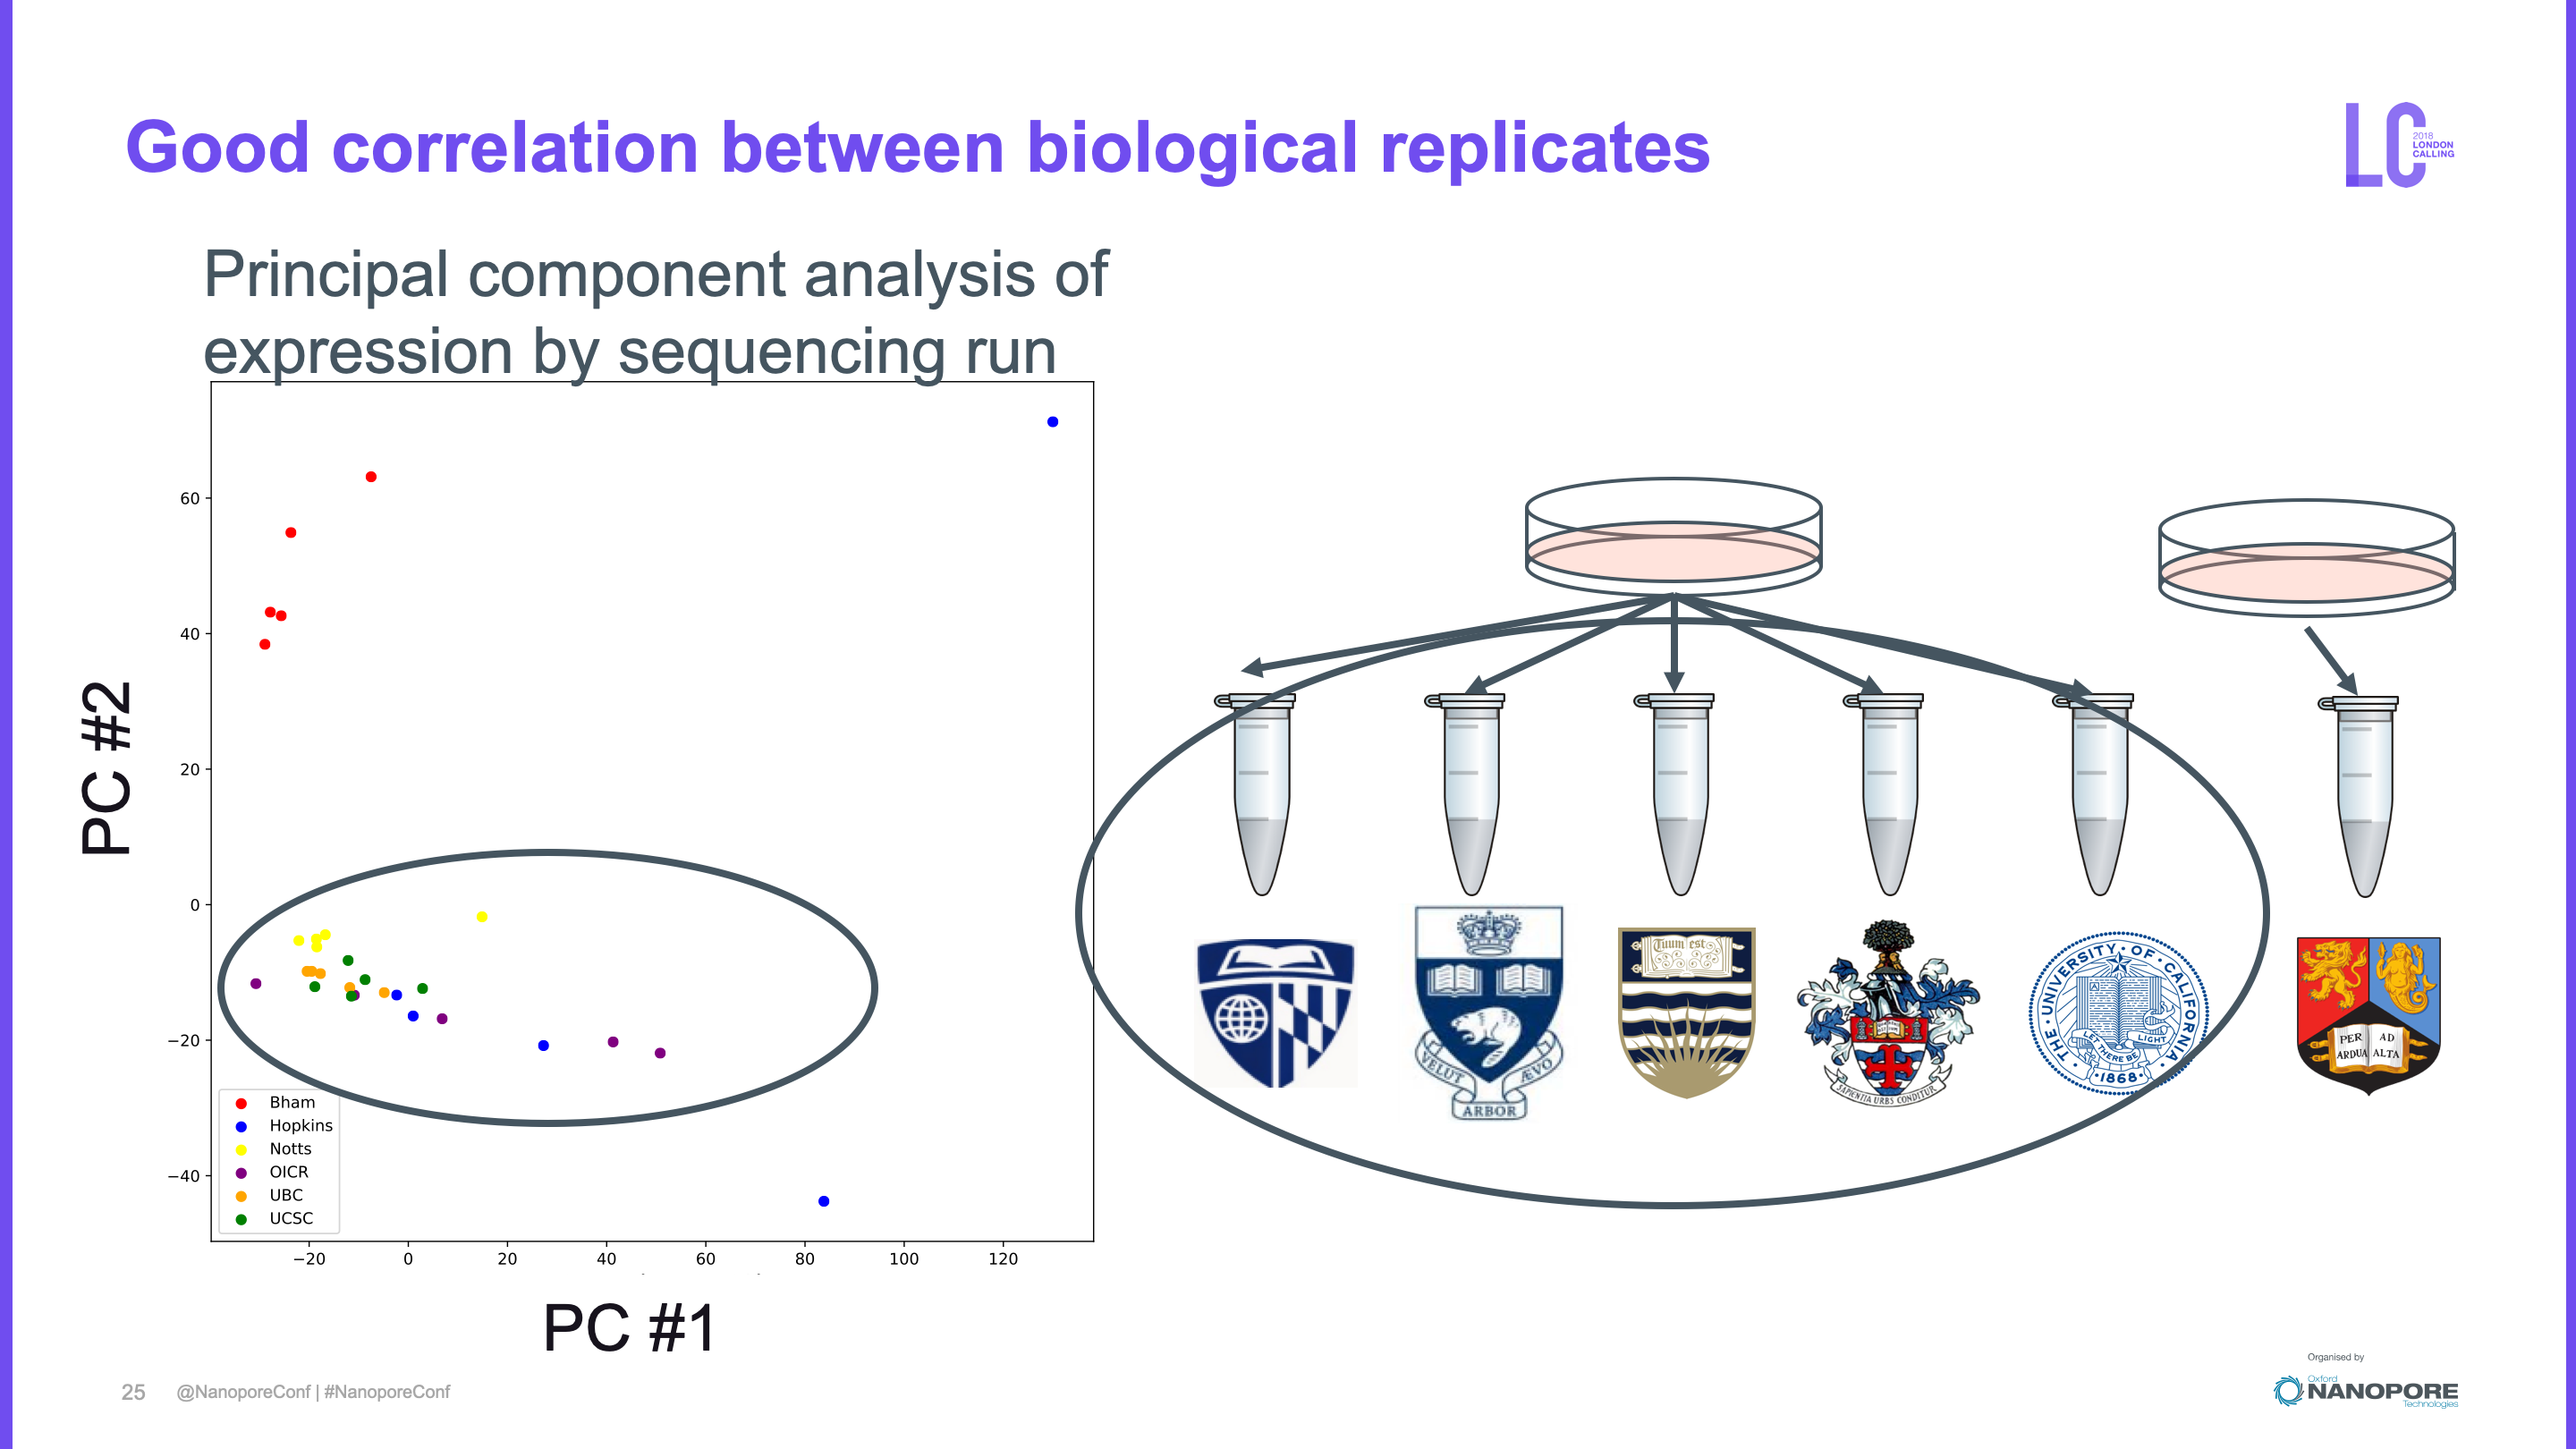 Good correlation between biological replicates
2018
LONDON
CALLING
Principal component analysis of
expression by sequencing run
PC #2
60
40
20
0
−20
−40
Bham
Hopkins
Notts
OICR
UBC
UCSC
−20 0 20 40 60 80 100 120
PC #1
VELUT ARBOR ÆVO
Tuum est
SAPIENTIA URBS CONDITUR
THE · UNIVERSITY · OF · CALIFORNIA
LET THERE BE LIGHT
·1868·
PER AD
ARDUA ALTA
25 @NanoporeConf | #NanoporeConf
Organised by
Oxford
NANOPORE
Technologies